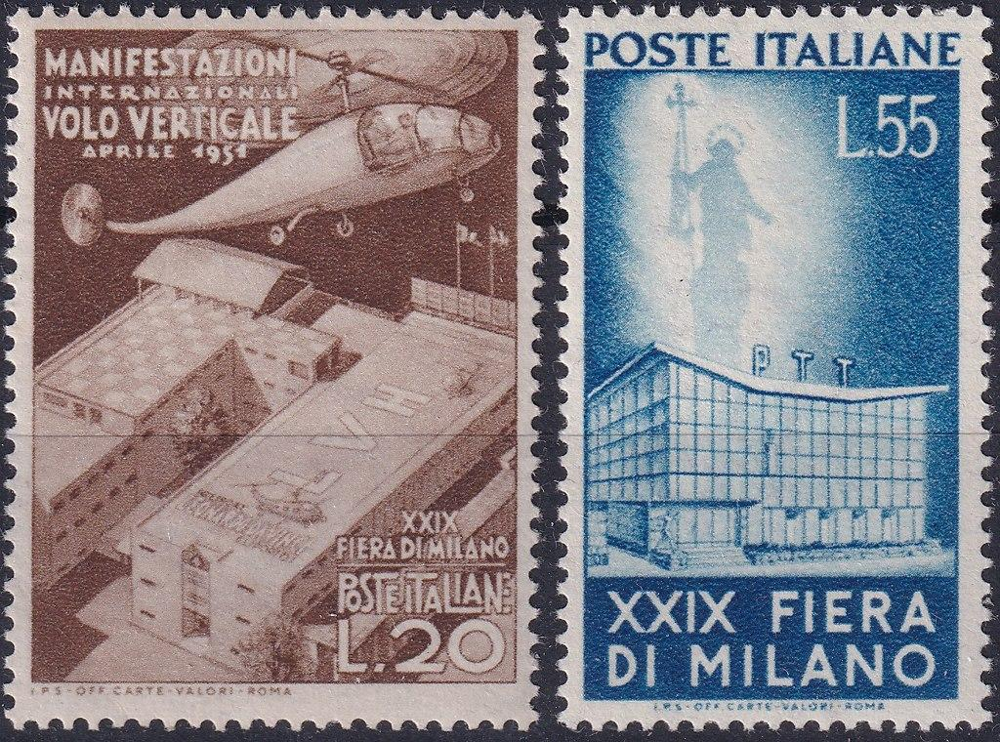 MANIFESTAZIONI
INTERNAZIONALI
VOLO VERTICALE
APRILE 1951
L V H
XXIX
FIERA DI MILANO
POSTE ITALIANE
L.20
I.P.S-OFF.CARTE-VALORI-ROMA
POSTE ITALIANE
L.55
PTT
XXIX FIERA
DI MILANO
I.P.S-OFF.CARTE-VALORI-ROMA